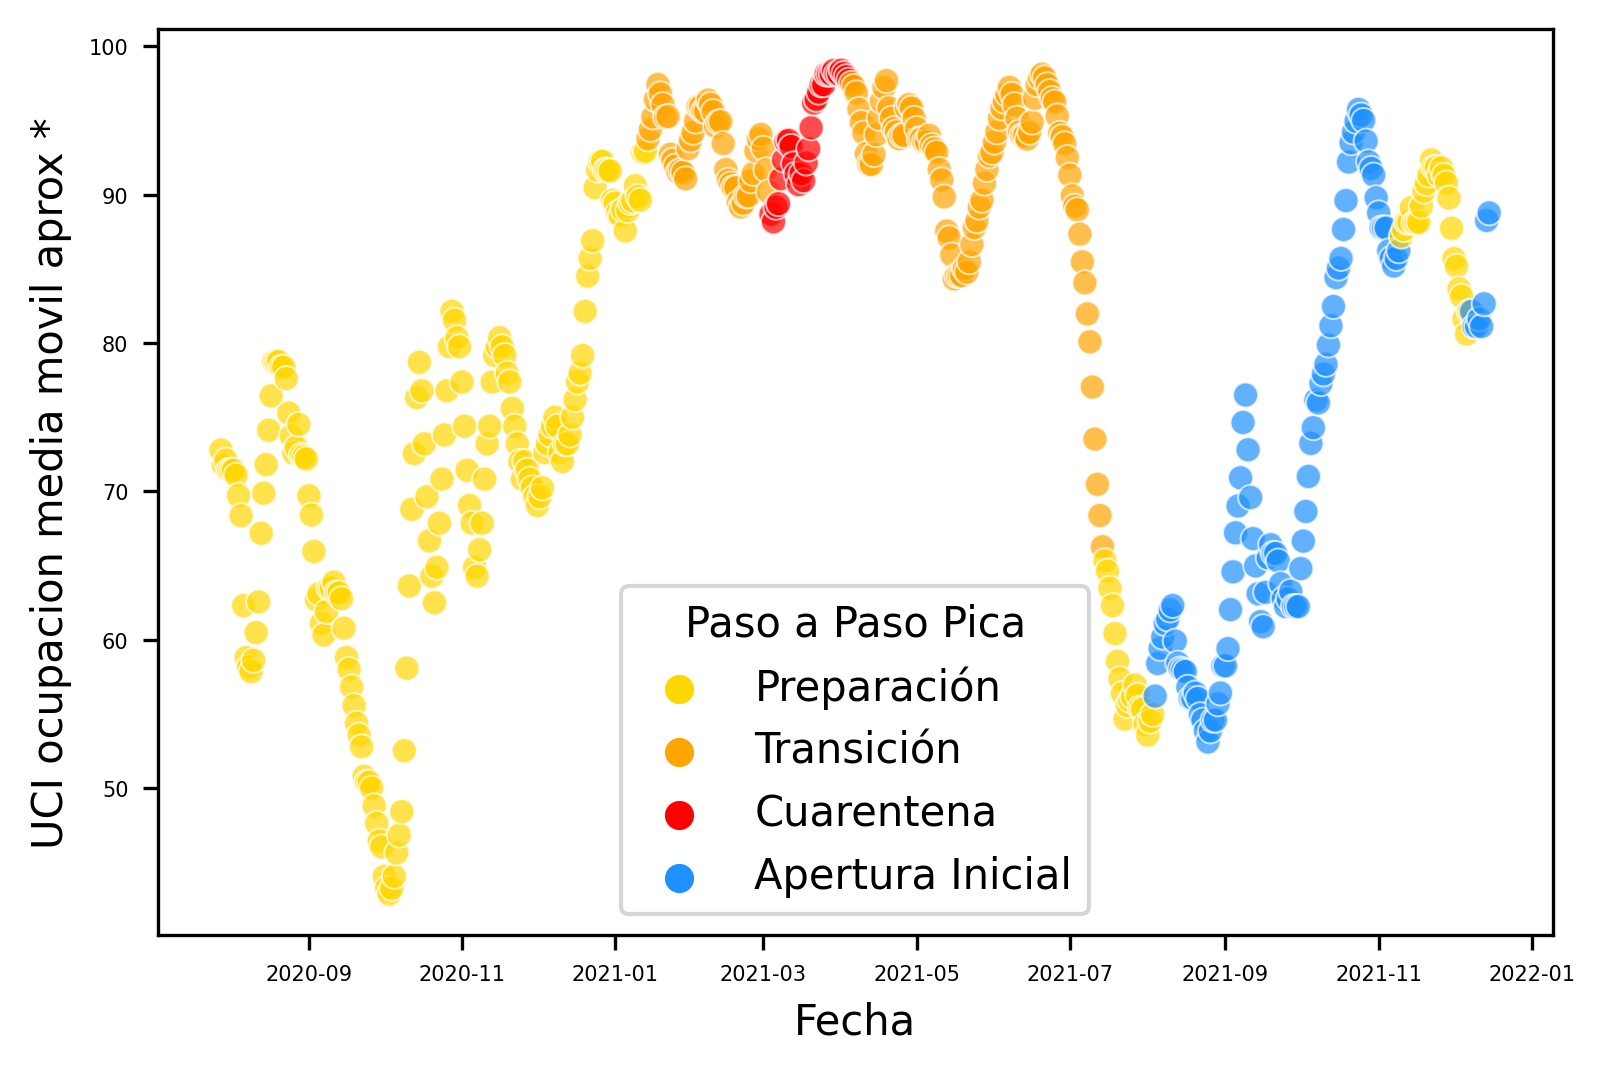 UCI ocupacion media movil aprox *
100
90
80
70
60
50
Paso a Paso Pica
Preparación
Transición
Cuarentena
Apertura Inicial
2020-09
2020-11
2021-01
2021-03
2021-05
2021-07
2021-09
2021-11
2022-01
Fecha